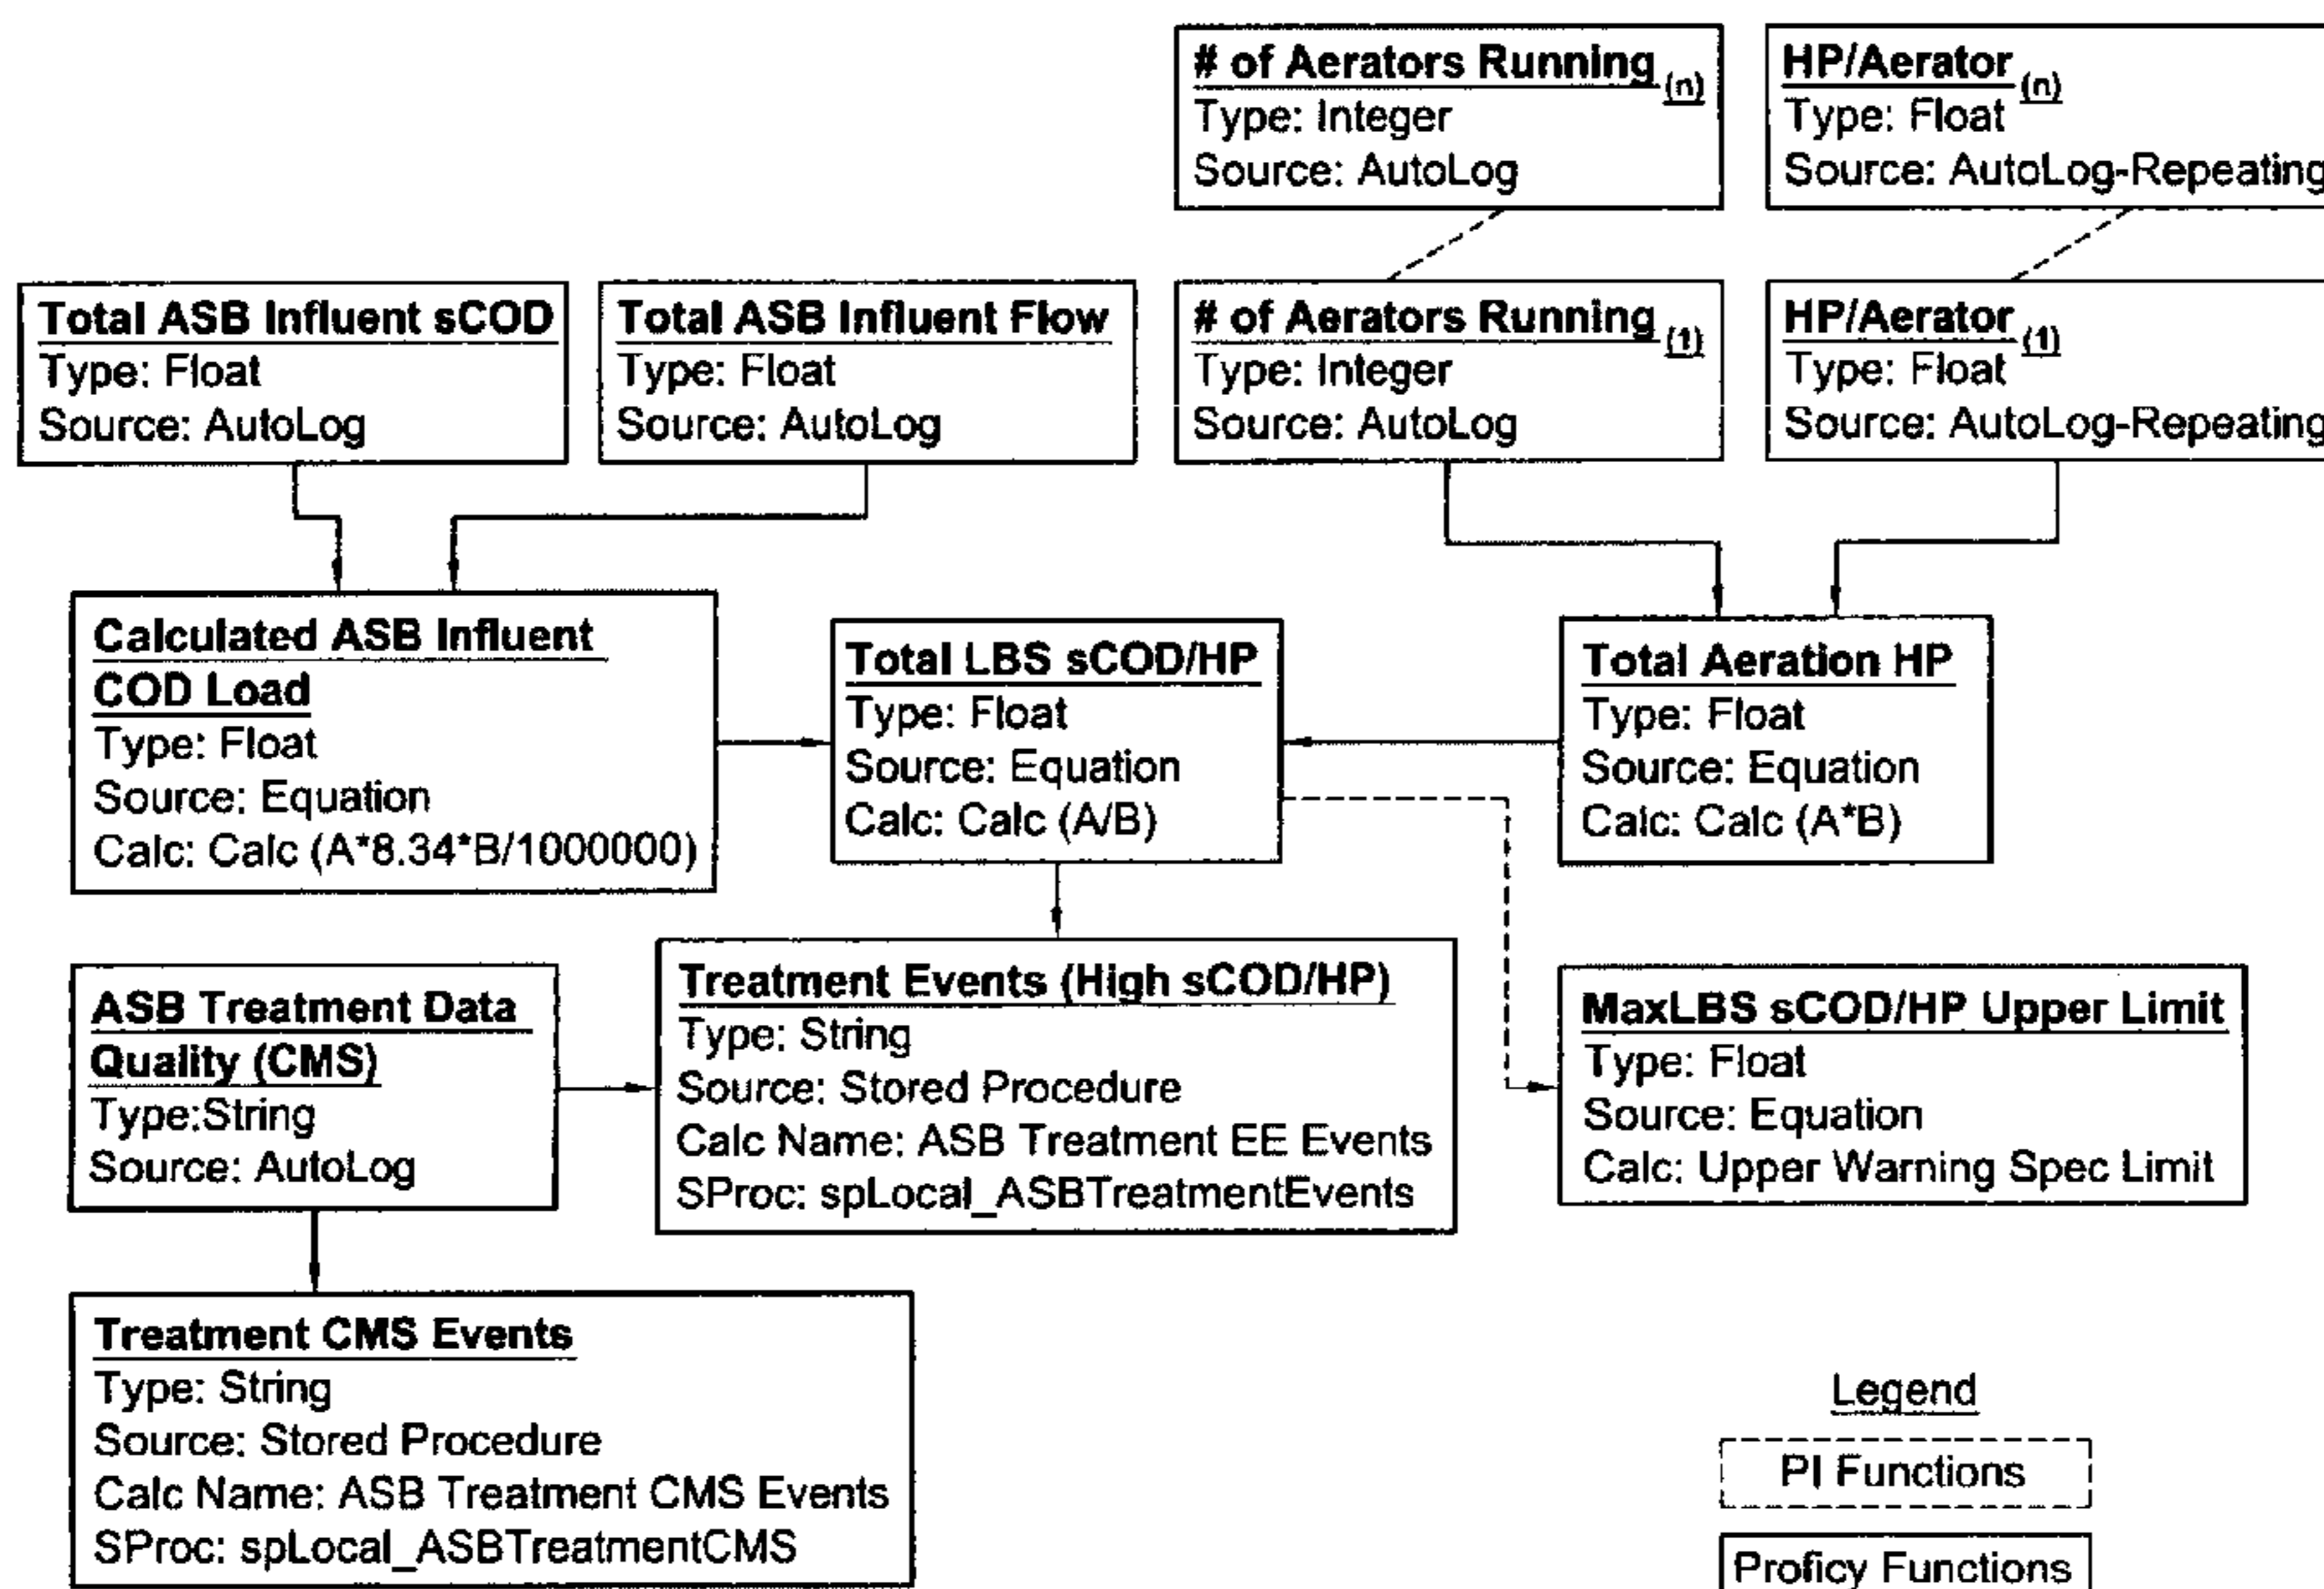 # of Aerators Running (n)
Type: Integer
Source: AutoLog
HP/Aerator (n)
Type: Float
Source: AutoLog-Repeating
Total ASB Influent sCOD
Type: Float
Source: AutoLog
Total ASB Influent Flow
Type: Float
Source: AutoLog
# of Aerators Running (1)
Type: Integer
Source: AutoLog
HP/Aerator (1)
Type: Float
Source: AutoLog-Repeating
Calculated ASB Influent
COD Load
Type: Float
Source: Equation
Calc: Calc (A*8.34*B/1000000)
Total LBS sCOD/HP
Type: Float
Source: Equation
Calc: Calc (A/B)
Total Aeration HP
Type: Float
Source: Equation
Calc: Calc (A*B)
ASB Treatment Data
Quality (CMS)
Type:String
Source: AutoLog
Treatment Events (High sCOD/HP)
Type: String
Source: Stored Procedure
Calc Name: ASB Treatment EE Events
SProc: spLocal_ASBTreatmentEvents
MaxLBS sCOD/HP Upper Limit
Type: Float
Source: Equation
Calc: Upper Warning Spec Limit
Treatment CMS Events
Type: String
Source: Stored Procedure
Calc Name: ASB Treatment CMS Events
SProc: spLocal_ASBTreatmentCMS
Legend
PI Functions
Proficy Functions